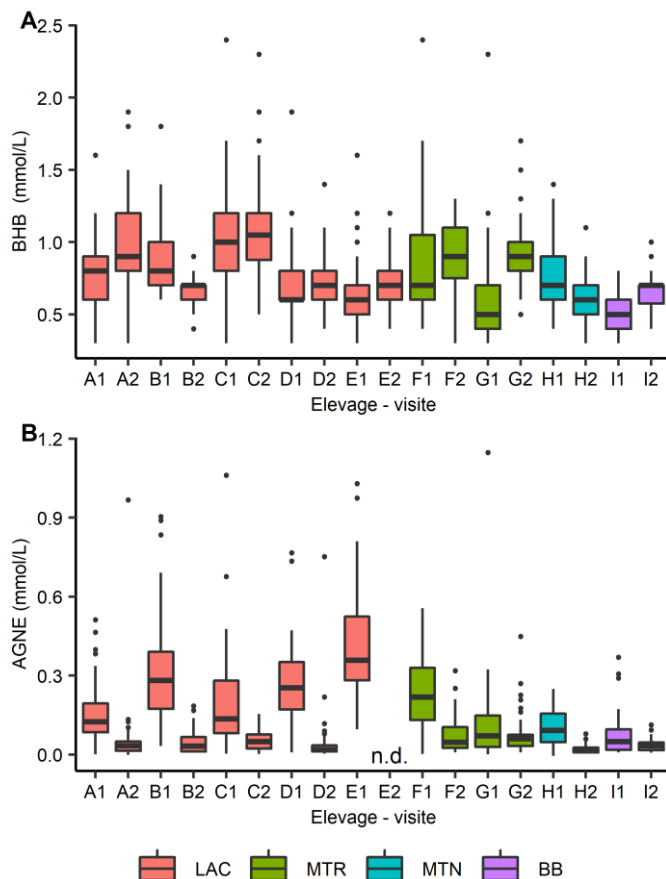 A
BHB (mmol/L)
2.5
2.0
1.5
1.0
0.5
A1 A2 B1 B2 C1 C2 D1 D2 E1 E2 F1 F2 G1 G2 H1 H2 I1 I2
Elevage - visite
B
AGNE (mmol/L)
1.2
0.9
0.6
0.3
0.0
n.d.
A1 A2 B1 B2 C1 C2 D1 D2 E1 E2 F1 F2 G1 G2 H1 H2 I1 I2
Elevage - visite
LAC MTR MTN BB